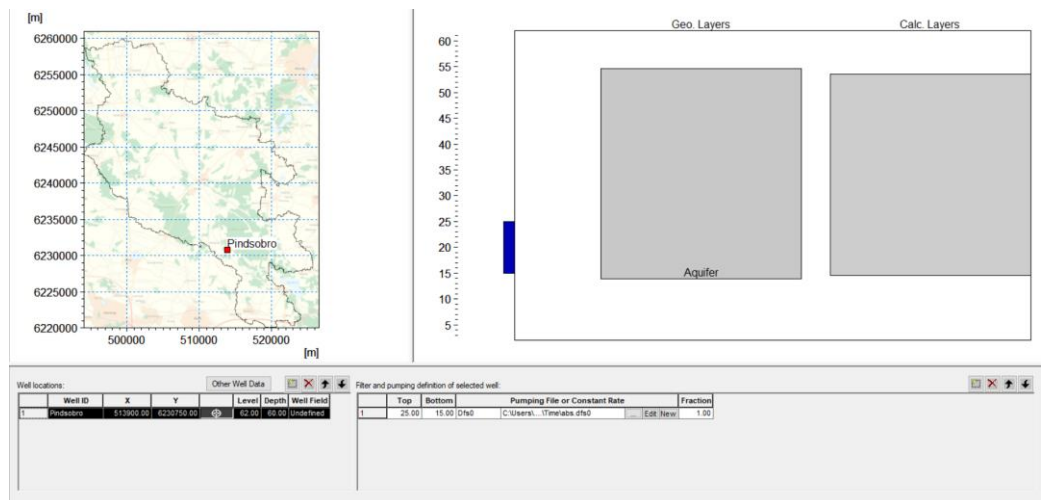 [m]
6260000
6255000
6250000
6245000
6240000
6235000
6230000
6225000
6220000
Pindsobro
500000 510000 520000
[m]
Geo. Layers Calc. Layers
60
55
50
45
40
35
30
25
20
15
10
5
Aquifer
Well locations: Other Well Data
Well ID X Y Level Depth Well Field
1 Pindsobro 513900.00 6230750.00 62.00 60.00 Undefined
Filter and pumping definition of selected well:
Top Bottom Pumping File or Constant Rate Fraction
1 25.00 15.00 Dfs0 C:\Users\...\Time\abs.dfs0 ... Edit New 1.00